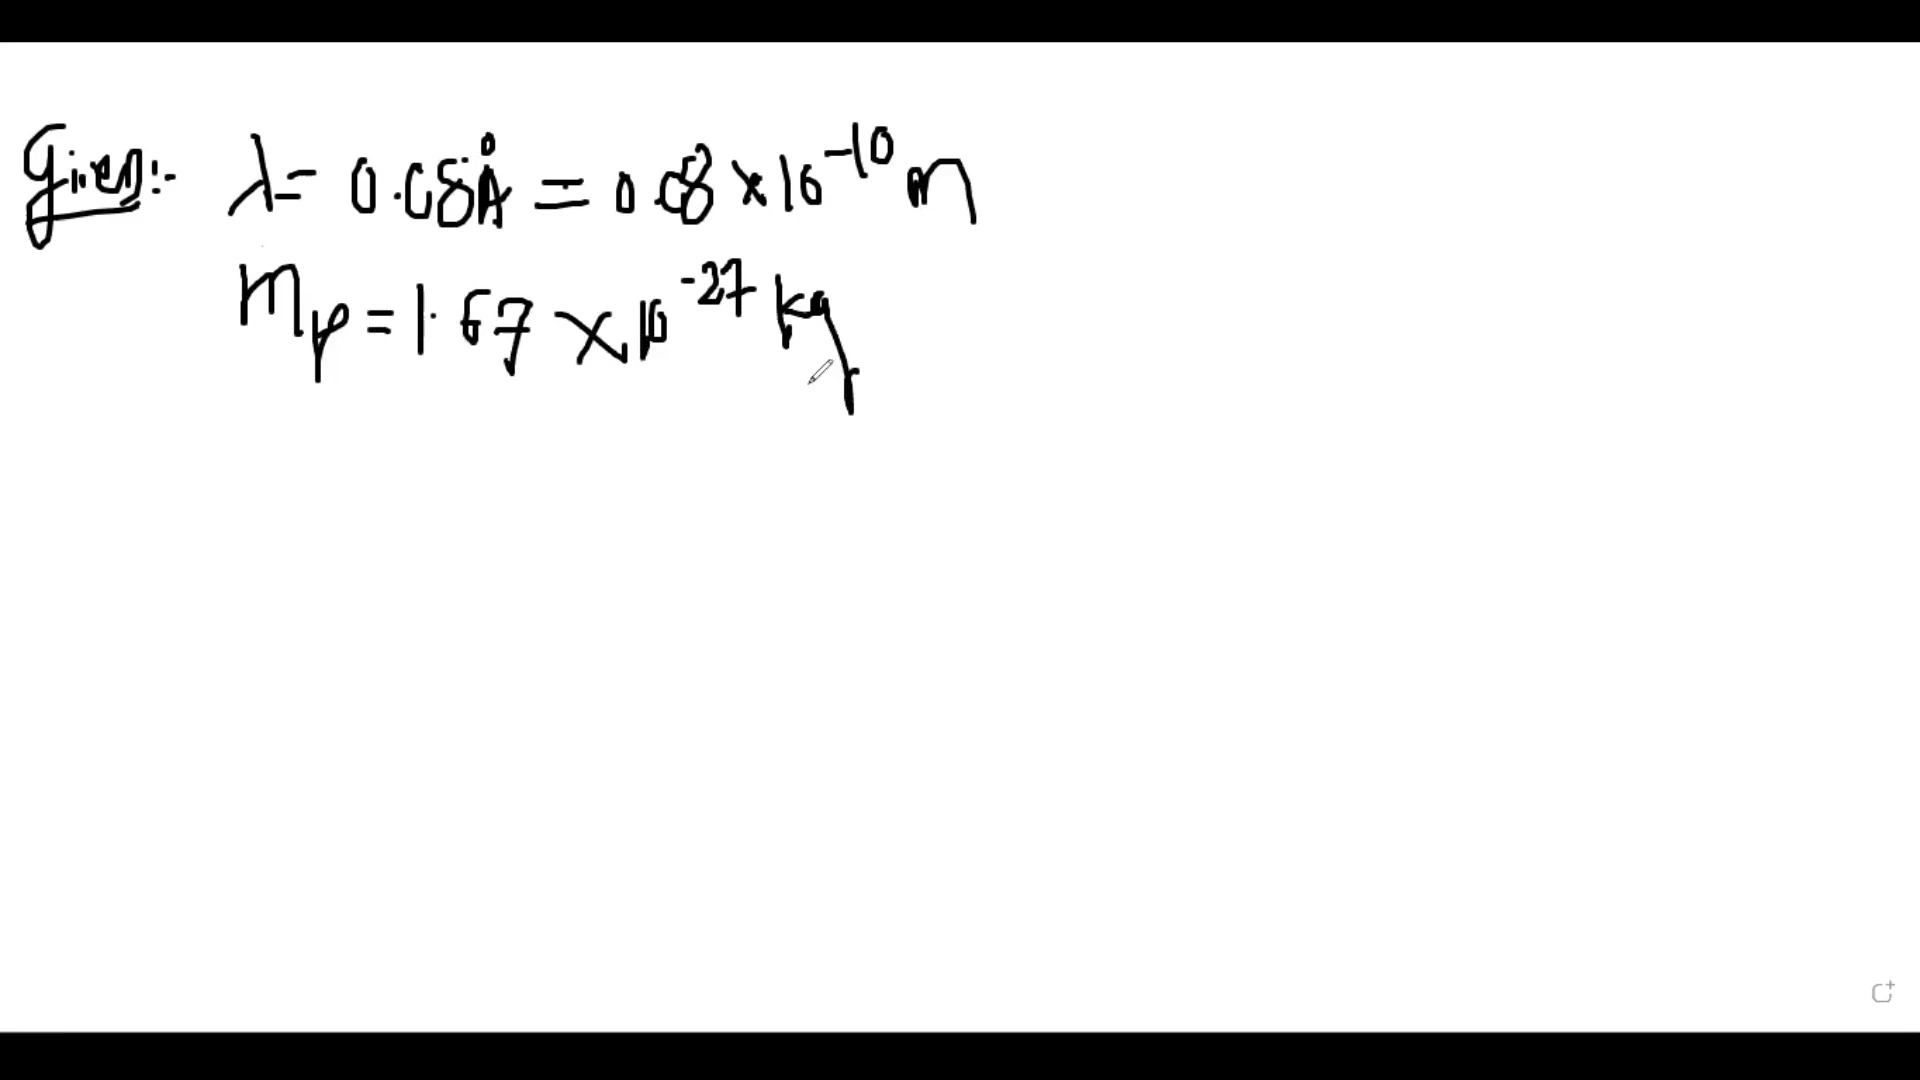 Given:- λ = 0.08Å = 0.08 × 10⁻¹⁰ m
mₚ = 1.67 × 10⁻²⁷ kg